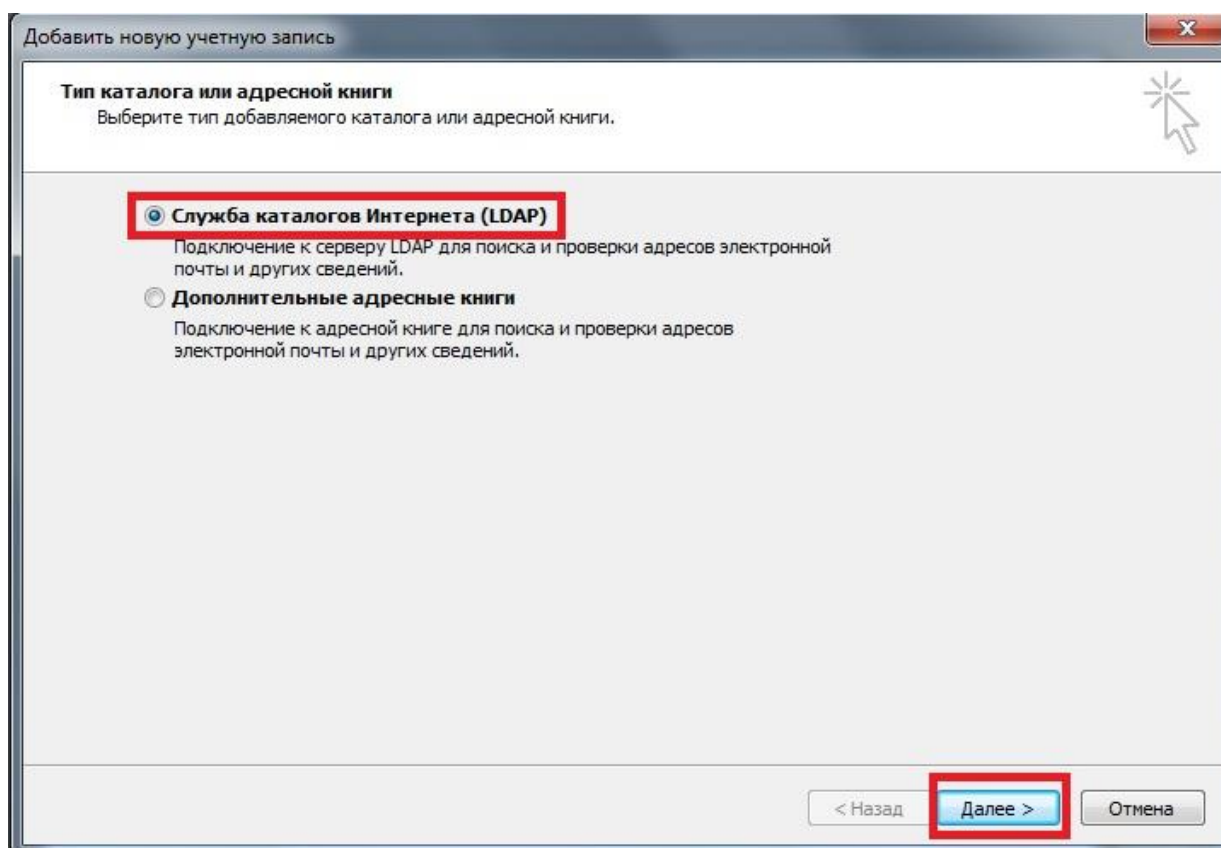 Добавить новую учетную запись
Тип каталога или адресной книги
Выберите тип добавляемого каталога или адресной книги.
Служба каталогов Интернета (LDAP)
Подключение к серверу LDAP для поиска и проверки адресов электронной
почты и других сведений.
Дополнительные адресные книги
Подключение к адресной книге для поиска и проверки адресов
электронной почты и других сведений.
< Назад
Далее >
Отмена